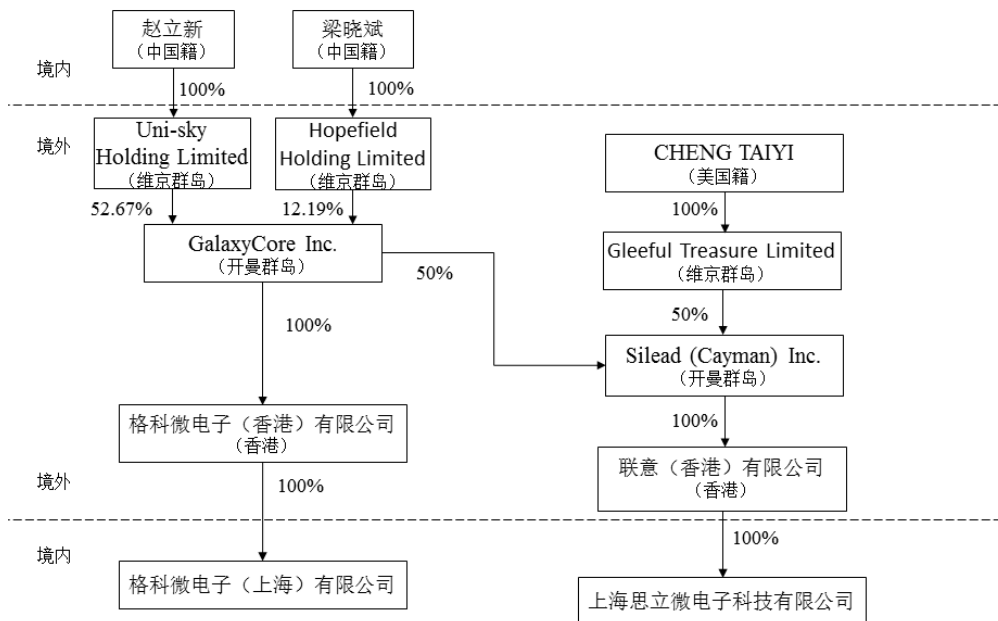 赵立新
（中国籍）
梁晓斌
（中国籍）
境内
100%
100%
境外
Uni-sky
Holding Limited
（维京群岛）
Hopefield
Holding Limited
（维京群岛）
CHENG TAIYI
（美国籍）
52.67%
12.19%
100%
GalaxyCore Inc.
（开曼群岛）
50%
Gleeful Treasure Limited
（维京群岛）
100%
50%
Silead (Cayman) Inc.
（开曼群岛）
格科微电子（香港）有限公司
（香港）
100%
联意（香港）有限公司
（香港）
境外
100%
100%
境内
格科微电子（上海）有限公司
上海思立微电子科技有限公司